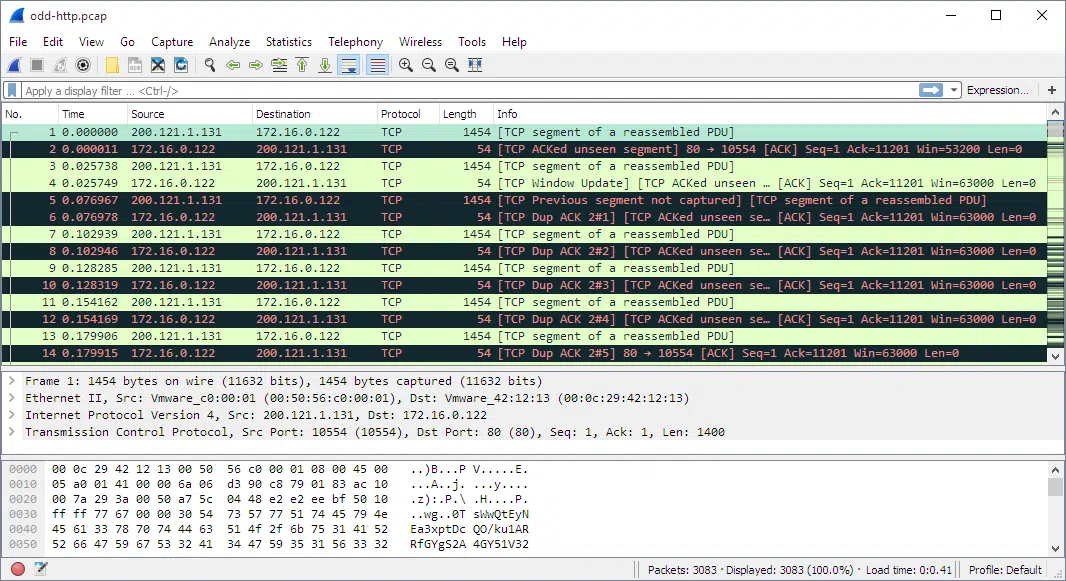 odd-http.pcap
File Edit View Go Capture Analyze Statistics Telephony Wireless Tools Help
Apply a display filter ... <Ctrl-/> Expression... +
No. Time Source Destination Protocol Length Info
1 0.000000 200.121.1.131 172.16.0.122 TCP 1454 [TCP segment of a reassembled PDU]
2 0.000011 172.16.0.122 200.121.1.131 TCP 54 [TCP ACKed unseen segment] 80 → 10554 [ACK] Seq=1 Ack=11201 Win=53200 Len=0
3 0.025738 200.121.1.131 172.16.0.122 TCP 1454 [TCP segment of a reassembled PDU]
4 0.025749 172.16.0.122 200.121.1.131 TCP 54 [TCP Window Update] [TCP ACKed unseen … [ACK] Seq=1 Ack=11201 Win=63000 Len=0
5 0.076967 200.121.1.131 172.16.0.122 TCP 1454 [TCP Previous segment not captured] [TCP segment of a reassembled PDU]
6 0.076978 172.16.0.122 200.121.1.131 TCP 54 [TCP Dup ACK 2#1] [TCP ACKed unseen se… [ACK] Seq=1 Ack=11201 Win=63000 Len=0
7 0.102939 200.121.1.131 172.16.0.122 TCP 1454 [TCP segment of a reassembled PDU]
8 0.102946 172.16.0.122 200.121.1.131 TCP 54 [TCP Dup ACK 2#2] [TCP ACKed unseen se… [ACK] Seq=1 Ack=11201 Win=63000 Len=0
9 0.128285 200.121.1.131 172.16.0.122 TCP 1454 [TCP segment of a reassembled PDU]
10 0.128319 172.16.0.122 200.121.1.131 TCP 54 [TCP Dup ACK 2#3] [TCP ACKed unseen se… [ACK] Seq=1 Ack=11201 Win=63000 Len=0
11 0.154162 200.121.1.131 172.16.0.122 TCP 1454 [TCP segment of a reassembled PDU]
12 0.154169 172.16.0.122 200.121.1.131 TCP 54 [TCP Dup ACK 2#4] [TCP ACKed unseen se… [ACK] Seq=1 Ack=11201 Win=63000 Len=0
13 0.179906 200.121.1.131 172.16.0.122 TCP 1454 [TCP segment of a reassembled PDU]
14 0.179915 172.16.0.122 200.121.1.131 TCP 54 [TCP Dup ACK 2#5] 80 → 10554 [ACK] Seq=1 Ack=11201 Win=63000 Len=0
Frame 1: 1454 bytes on wire (11632 bits), 1454 bytes captured (11632 bits)
Ethernet II, Src: Vmware_c0:00:01 (00:50:56:c0:00:01), Dst: Vmware_42:12:13 (00:0c:29:42:12:13)
Internet Protocol Version 4, Src: 200.121.1.131, Dst: 172.16.0.122
Transmission Control Protocol, Src Port: 10554 (10554), Dst Port: 80 (80), Seq: 1, Ack: 1, Len: 1400
0000 00 0c 29 42 12 13 00 50 56 c0 00 01 08 00 45 00 ..)B...P V.....E.
0010 05 a0 01 41 00 00 6a 06 d3 90 c8 79 01 83 ac 10 ...A..j. ...y....
0020 00 7a 29 3a 00 50 a7 5c 04 48 e2 e2 ee bf 50 10 .z):.P.\ .H....P.
0030 ff ff 77 67 00 00 30 54 73 57 77 51 74 45 79 4e ..wg..0T sWwQtEyN
0040 45 61 33 78 70 74 44 63 51 4f 2f 6b 75 31 41 52 Ea3xptDc QO/ku1AR
0050 52 66 47 59 67 53 32 41 34 47 59 35 31 56 33 32 RfGYgS2A 4GY51V32
Packets: 3083 · Displayed: 3083 (100.0%) · Load time: 0:0.41 Profile: Default